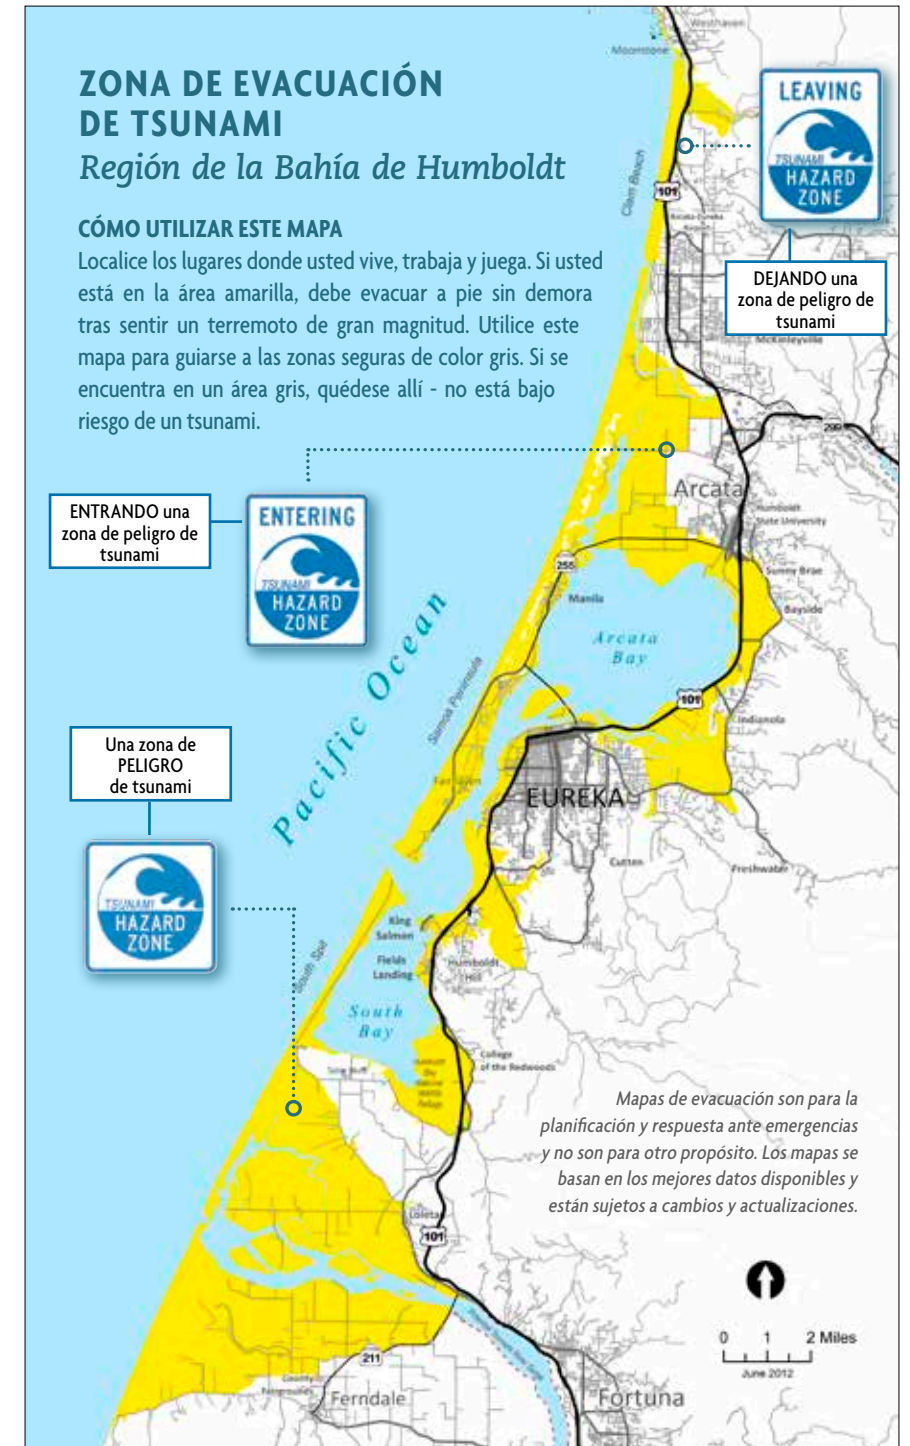 ZONA DE EVACUACIÓN
DE TSUNAMI
Región de la Bahía de Humboldt
CÓMO UTILIZAR ESTE MAPA
Localice los lugares donde usted vive, trabaja y juega. Si usted
está en la área amarilla, debe evacuar a pie sin demora
tras sentir un terremoto de gran magnitud. Utilice este
mapa para guiarse a las zonas seguras de color gris. Si se
encuentra en un área gris, quédese allí - no está bajo
riesgo de un tsunami.
Westhaven
Moonstone
LEAVING
TSUNAMI
HAZARD
ZONE
DEJANDO una
zona de peligro de
tsunami
Clam Beach
101
Arcata-Eureka
Airport
McKinleyville
299
ENTRANDO una
zona de peligro de
tsunami
ENTERING
TSUNAMI
HAZARD
ZONE
Arcata
Humboldt
State University
Sunny Brae
Bayside
255
Manila
Arcata
Bay
Pacific Ocean
Samoa Peninsula
101
Indianola
Fairhaven
EUREKA
Cutten
Freshwater
Una zona de
PELIGRO
de tsunami
TSUNAMI
HAZARD
ZONE
King
Salmon
Fields
Landing
Humboldt
Hill
South Spit
South
Bay
College
of the Redwoods
Table Bluff
Mapas de evacuación son para la
planificación y respuesta ante emergencias
y no son para otro propósito. Los mapas se
basan en los mejores datos disponibles y
están sujetos a cambios y actualizaciones.
Loleta
101
0 1 2 Miles
June 2012
211
County
Fairgrounds
Ferndale
Fortuna